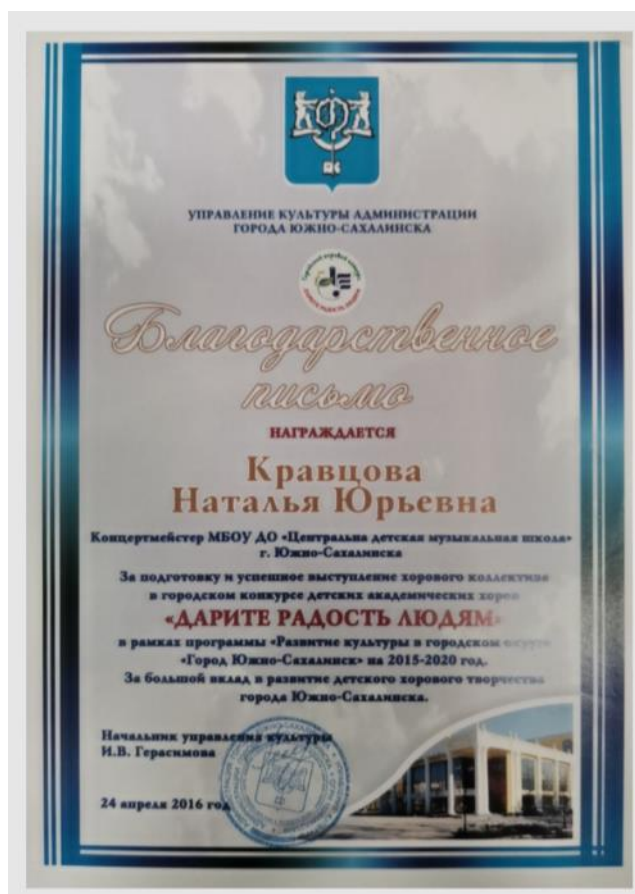 УПРАВЛЕНИЕ КУЛЬТУРЫ АДМИНИСТРАЦИИ
ГОРОДА ЮЖНО-САХАЛИНСКА
Благодарственное
письмо
НАГРАЖДАЕТСЯ
Кравцова
Наталья Юрьевна
Концертмейстер МБОУ ДО «Центральна детская музыкальная школа»
г. Южно-Сахалинска
За подготовку и успешное выступление хорового коллектива
в городском конкурсе детских академических хоров
«ДАРИТЕ РАДОСТЬ ЛЮДЯМ»
в рамках программы «Развитие культуры в городском округе
«Город Южно-Сахалинск» на 2015-2020 год.
За большой вклад в развитие детского хорового творчества
города Южно-Сахалинска.
Начальник управления культуры
И.В. Герасимова
24 апреля 2016 год